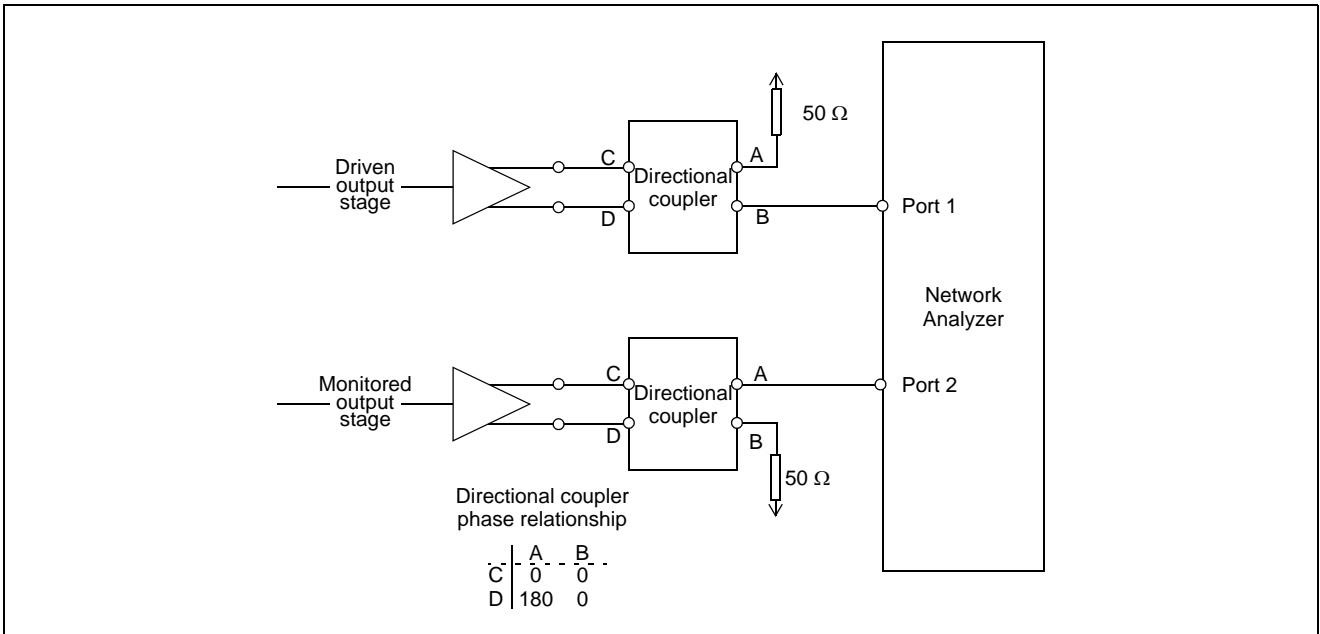 50 Ω
Driven
output
stage
C
D
Directional
coupler
A
B
Port 1
Network
Analyzer
Monitored
output
stage
C
D
Directional
coupler
A
B
Port 2
50 Ω
Directional coupler
phase relationship
A B
C 0 0
D 180 0